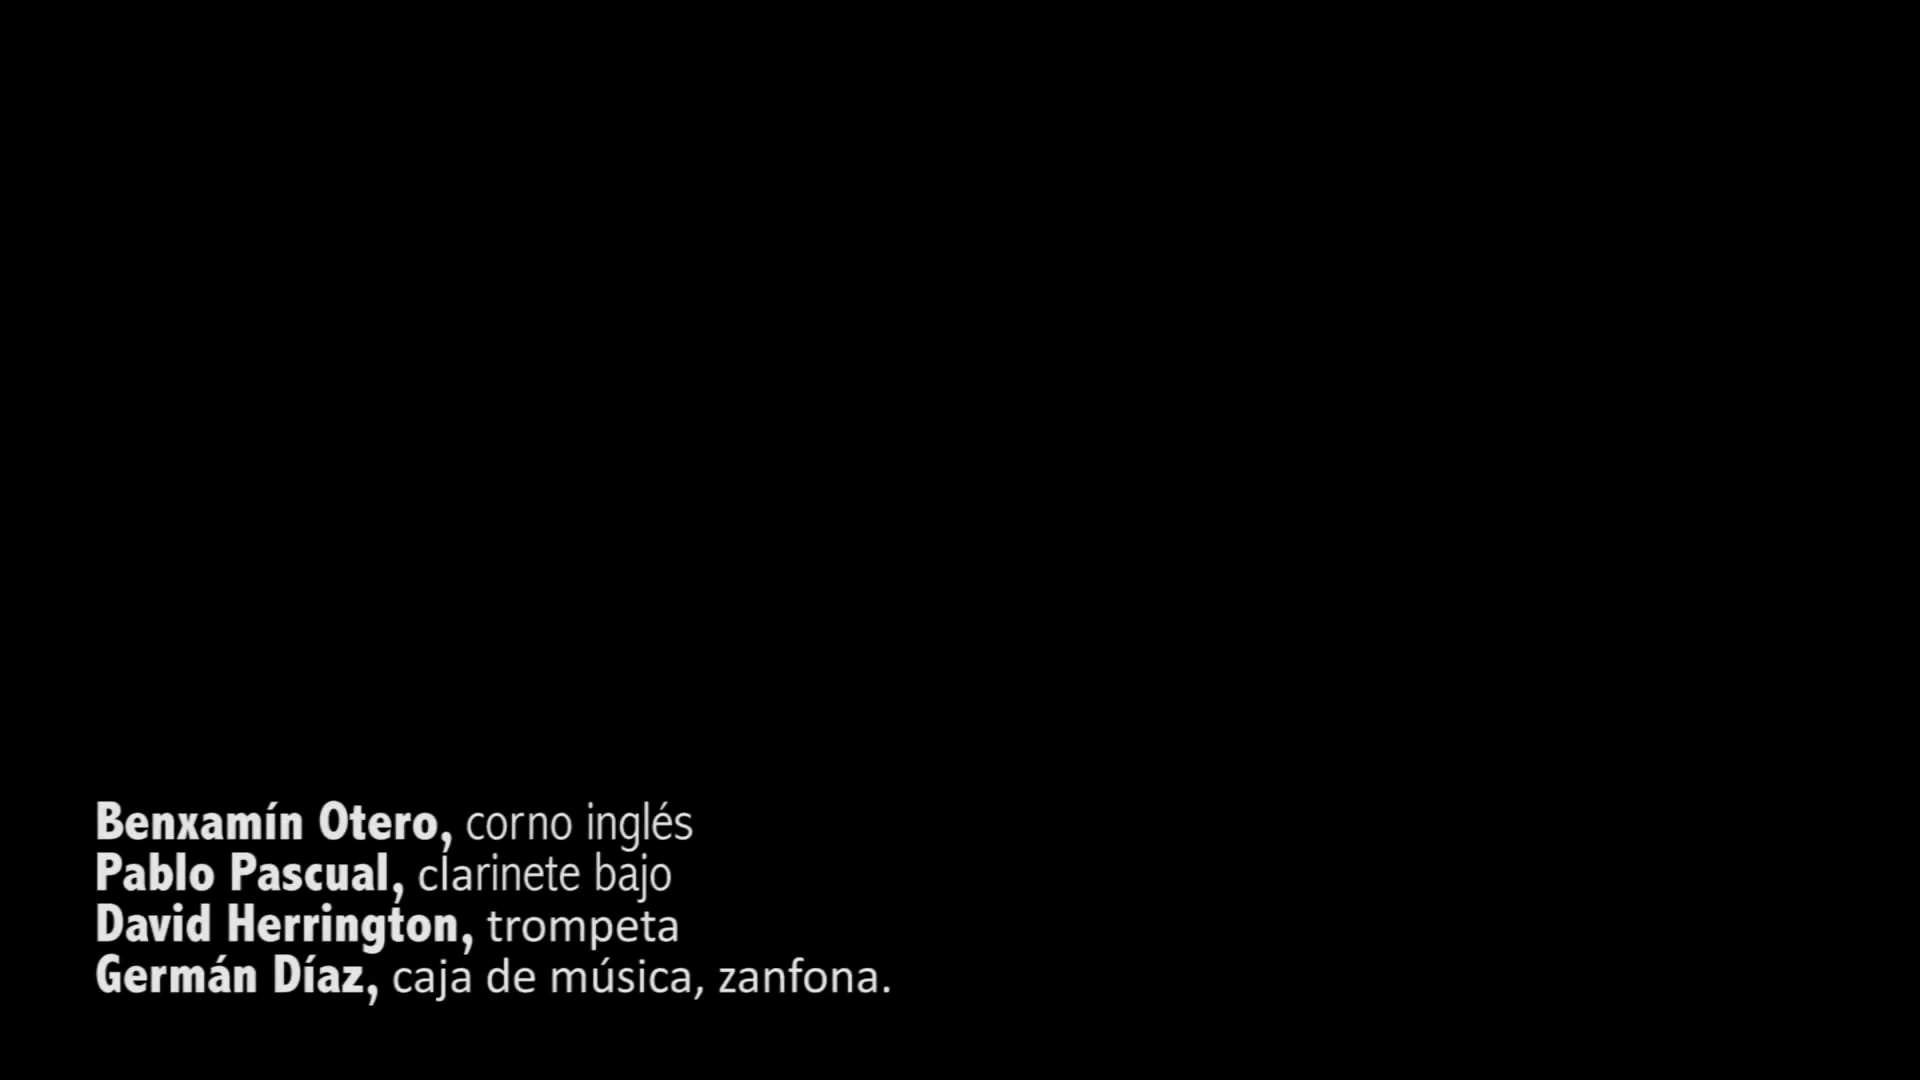 Benxamín Otero, corno inglés
Pablo Pascual, clarinete bajo
David Herrington, trompeta
Germán Díaz, caja de música, zanfona.